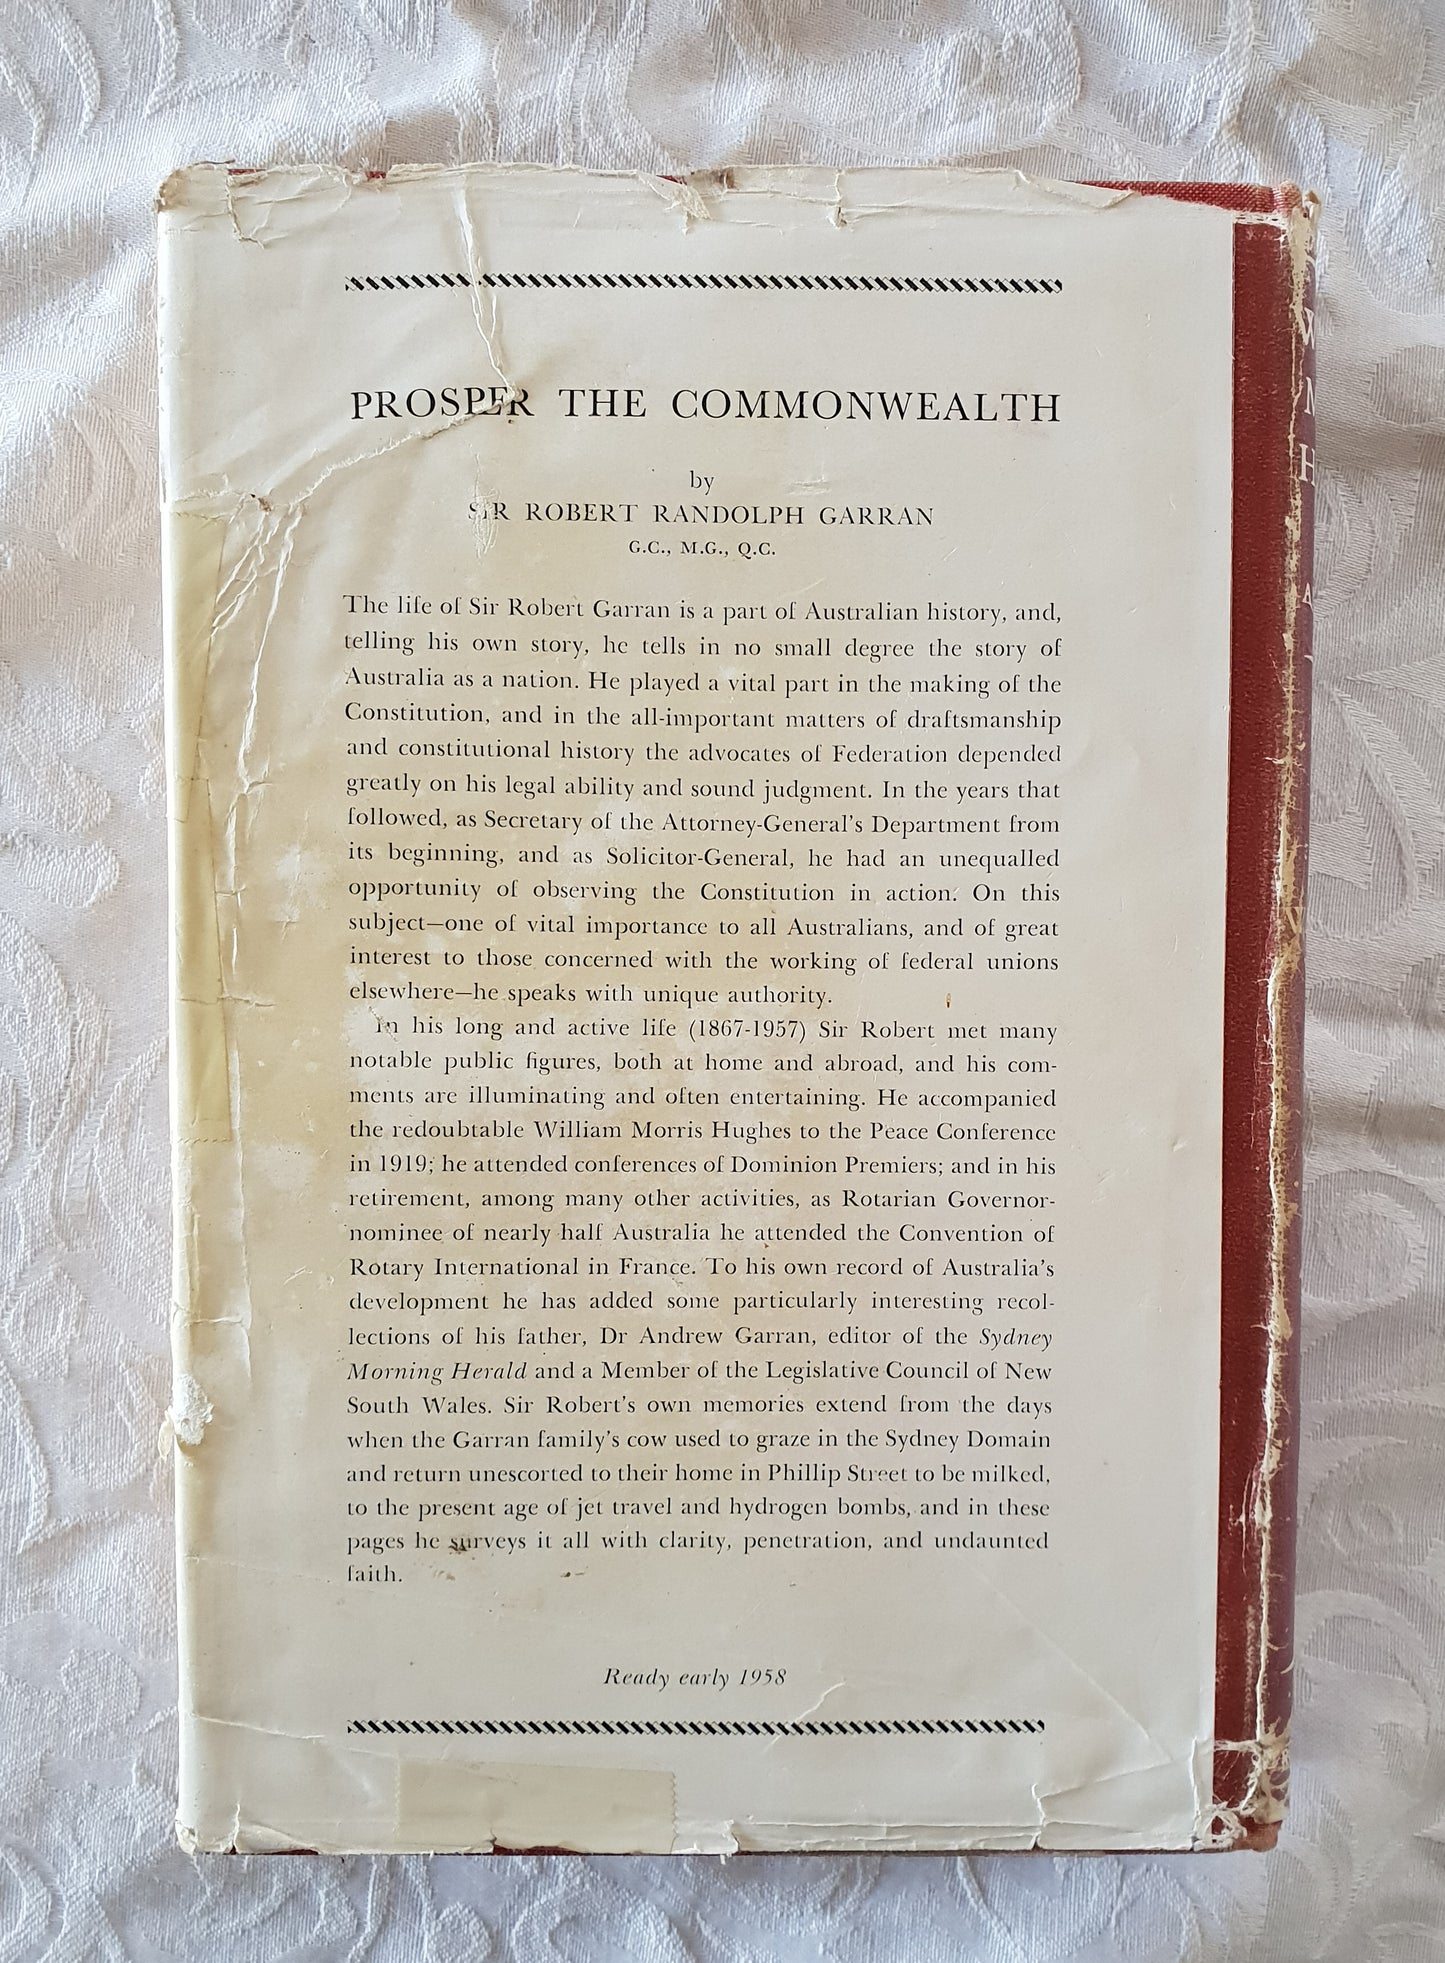 PROSPER THE COMMONWEALTH
by
SIR ROBERT RANDOLPH GARRAN
G.C., M.G., Q.C.
The life of Sir Robert Garran is a part of Australian history, and,
telling his own story, he tells in no small degree the story of
Australia as a nation. He played a vital part in the making of the
Constitution, and in the all-important matters of draftsmanship
and constitutional history the advocates of Federation depended
greatly on his legal ability and sound judgment. In the years that
followed, as Secretary of the Attorney-General's Department from
its beginning, and as Solicitor-General, he had an unequalled
opportunity of observing the Constitution in action. On this
subject—one of vital importance to all Australians, and of great
interest to those concerned with the working of federal unions
elsewhere—he speaks with unique authority.
In his long and active life (1867-1957) Sir Robert met many
notable public figures, both at home and abroad, and his com-
ments are illuminating and often entertaining. He accompanied
the redoubtable William Morris Hughes to the Peace Conference
in 1919; he attended conferences of Dominion Premiers; and in his
retirement, among many other activities, as Rotarian Governor-
nominee of nearly half Australia he attended the Convention of
Rotary International in France. To his own record of Australia's
development he has added some particularly interesting recol-
lections of his father, Dr Andrew Garran, editor of the Sydney
Morning Herald and a Member of the Legislative Council of New
South Wales. Sir Robert's own memories extend from the days
when the Garran family's cow used to graze in the Sydney Domain
and return unescorted to their home in Phillip Street to be milked,
to the present age of jet travel and hydrogen bombs, and in these
pages he surveys it all with clarity, penetration, and undaunted
faith.
Ready early 1958